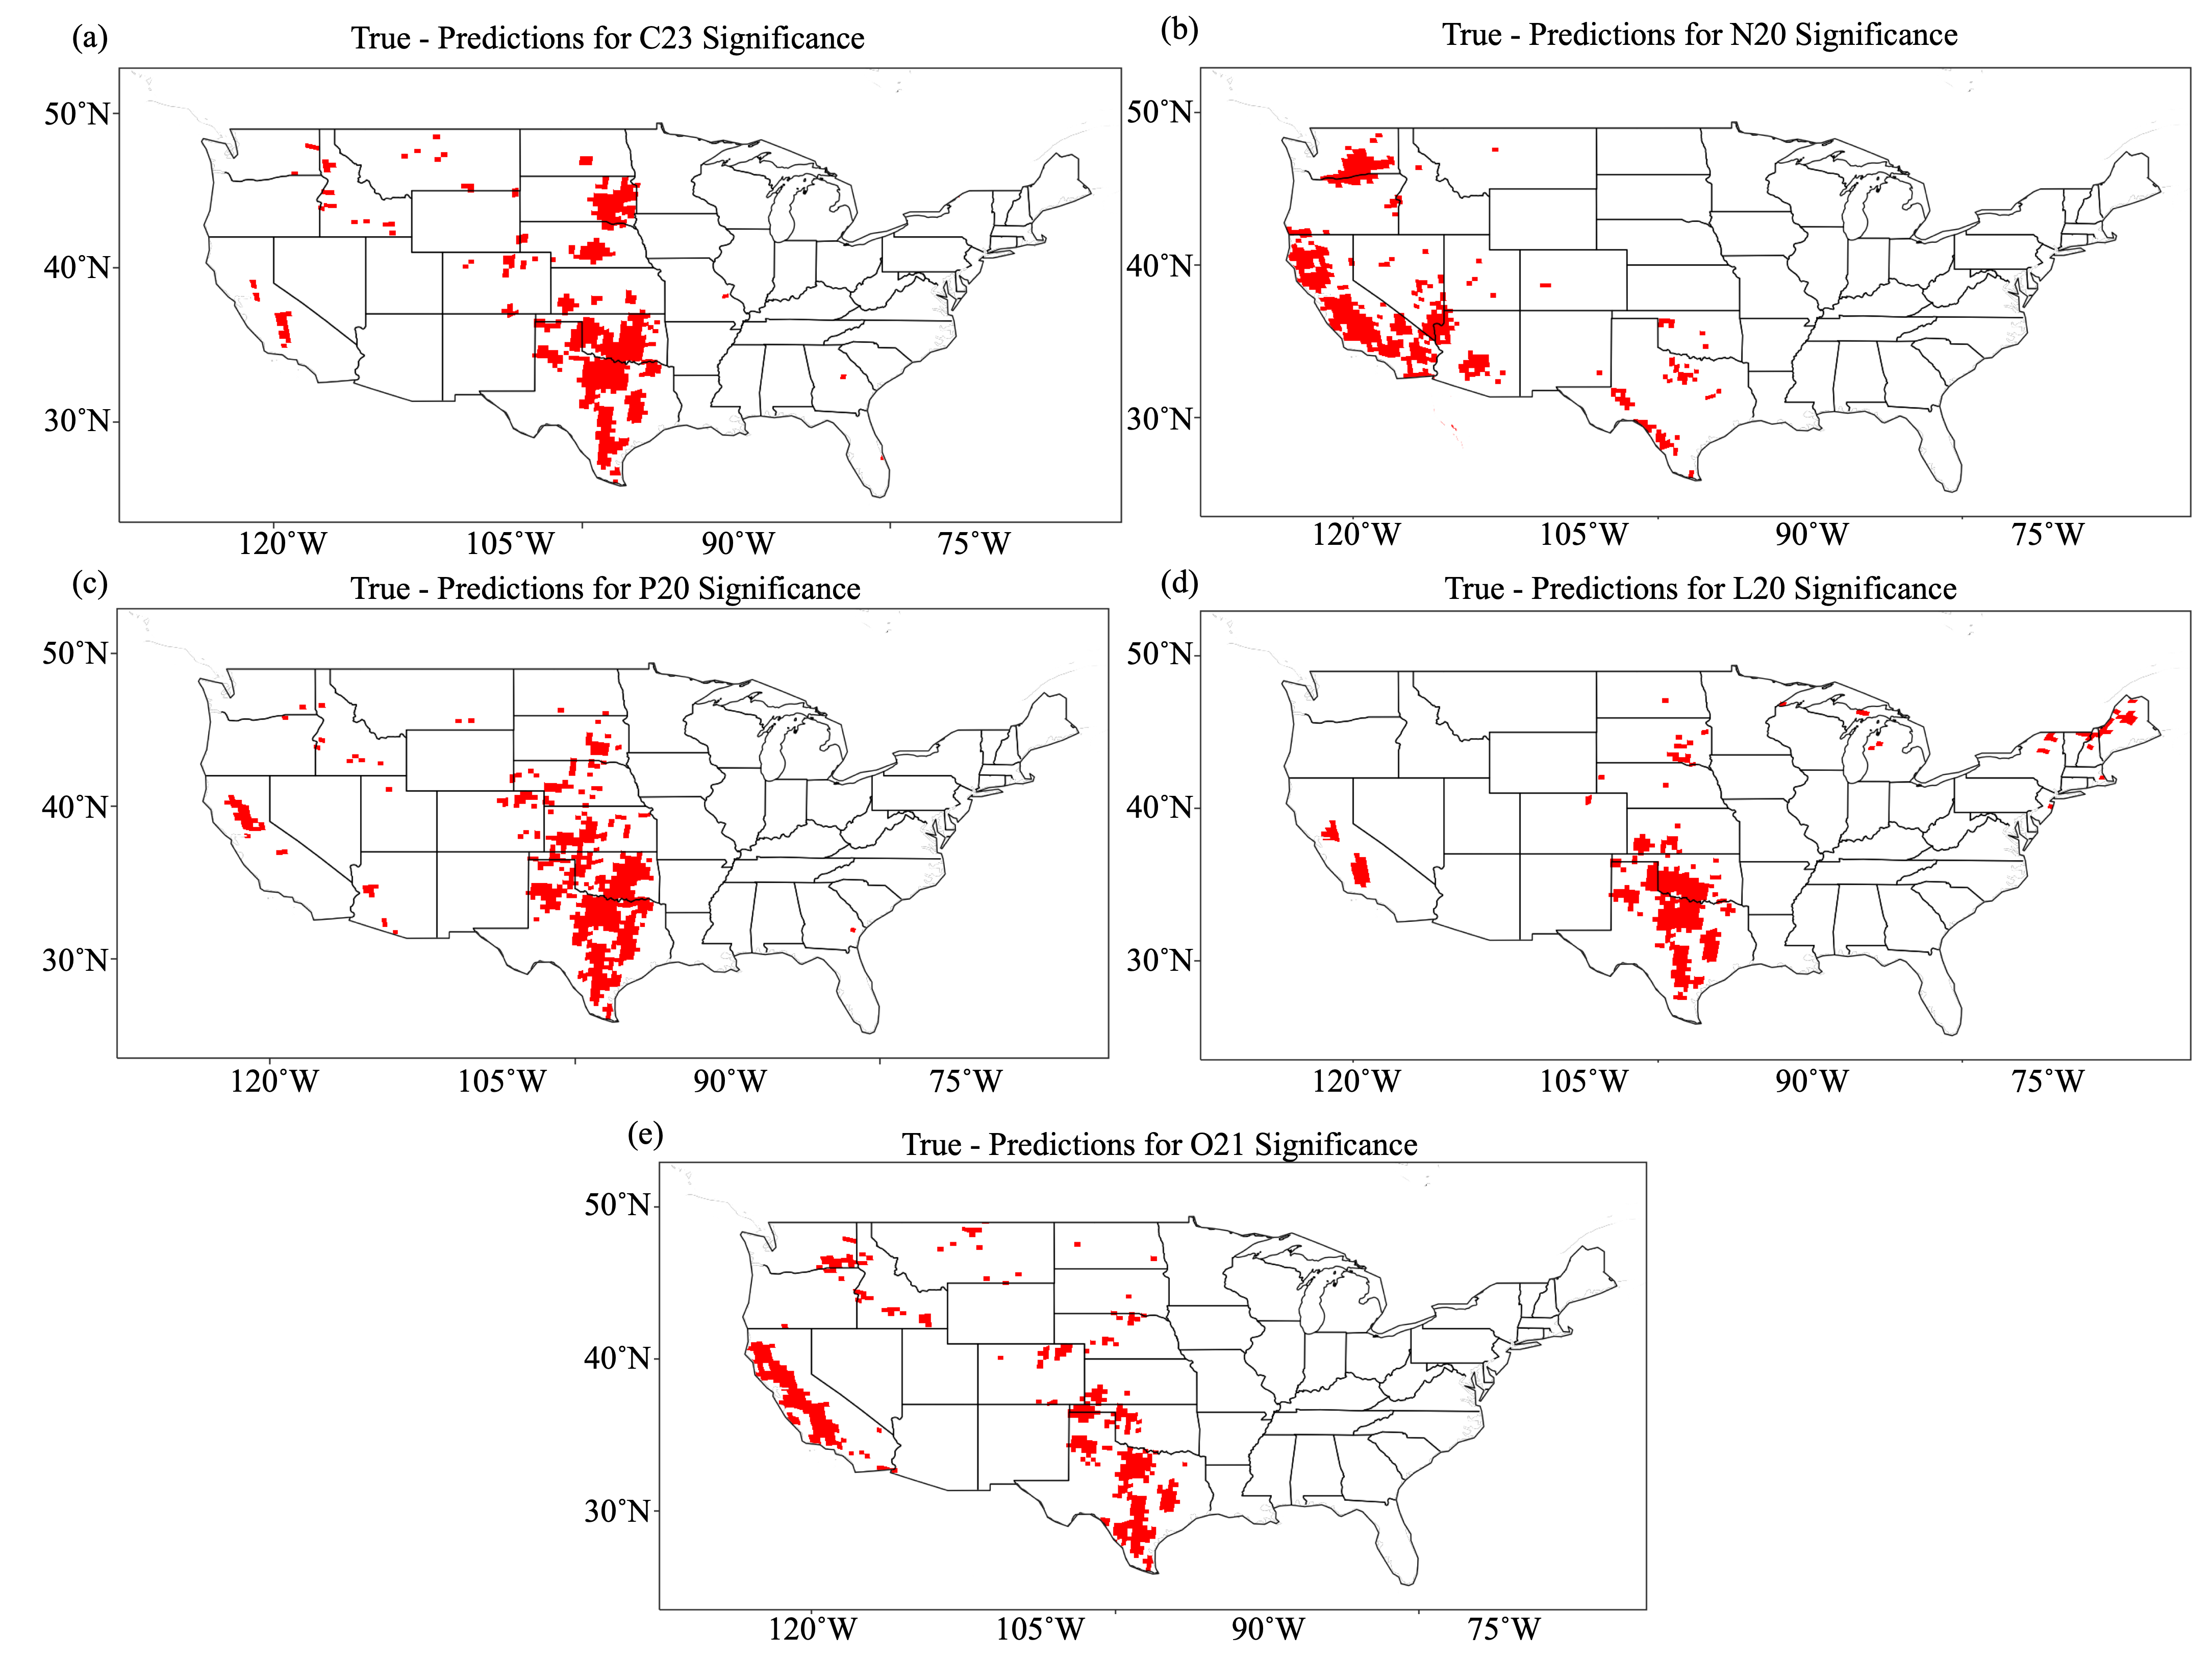 (a) True - Predictions for C23 Significance
50°N
40°N
30°N
120°W 105°W 90°W 75°W
(b) True - Predictions for N20 Significance
50°N
40°N
30°N
120°W 105°W 90°W 75°W
(c) True - Predictions for P20 Significance
50°N
40°N
30°N
120°W 105°W 90°W 75°W
(d) True - Predictions for L20 Significance
50°N
40°N
30°N
120°W 105°W 90°W 75°W
(e) True - Predictions for O21 Significance
50°N
40°N
30°N
120°W 105°W 90°W 75°W